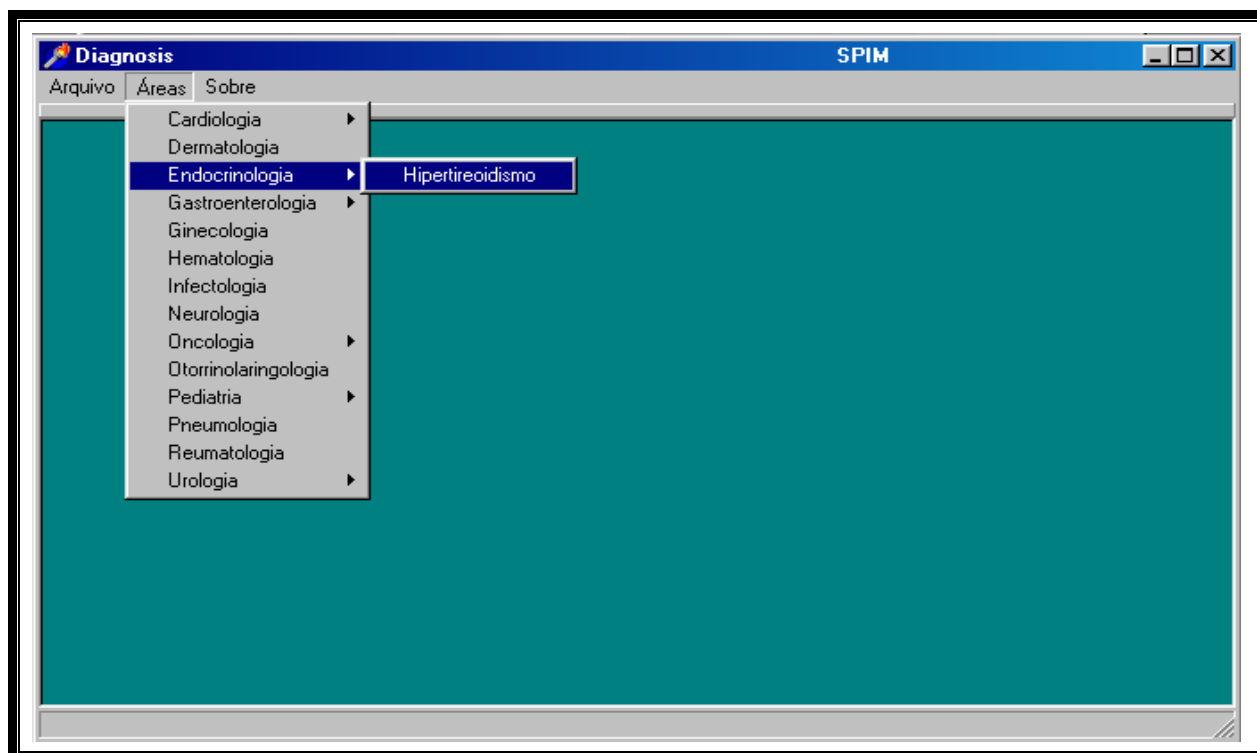 Diagnosis SPIM
Arquivo Áreas Sobre
Cardiologia
Dermatologia
Endocrinologia Hipertireoidismo
Gastroenterologia
Ginecologia
Hematologia
Infectologia
Neurologia
Oncologia
Otorrinolaringologia
Pediatria
Pneumologia
Reumatologia
Urologia